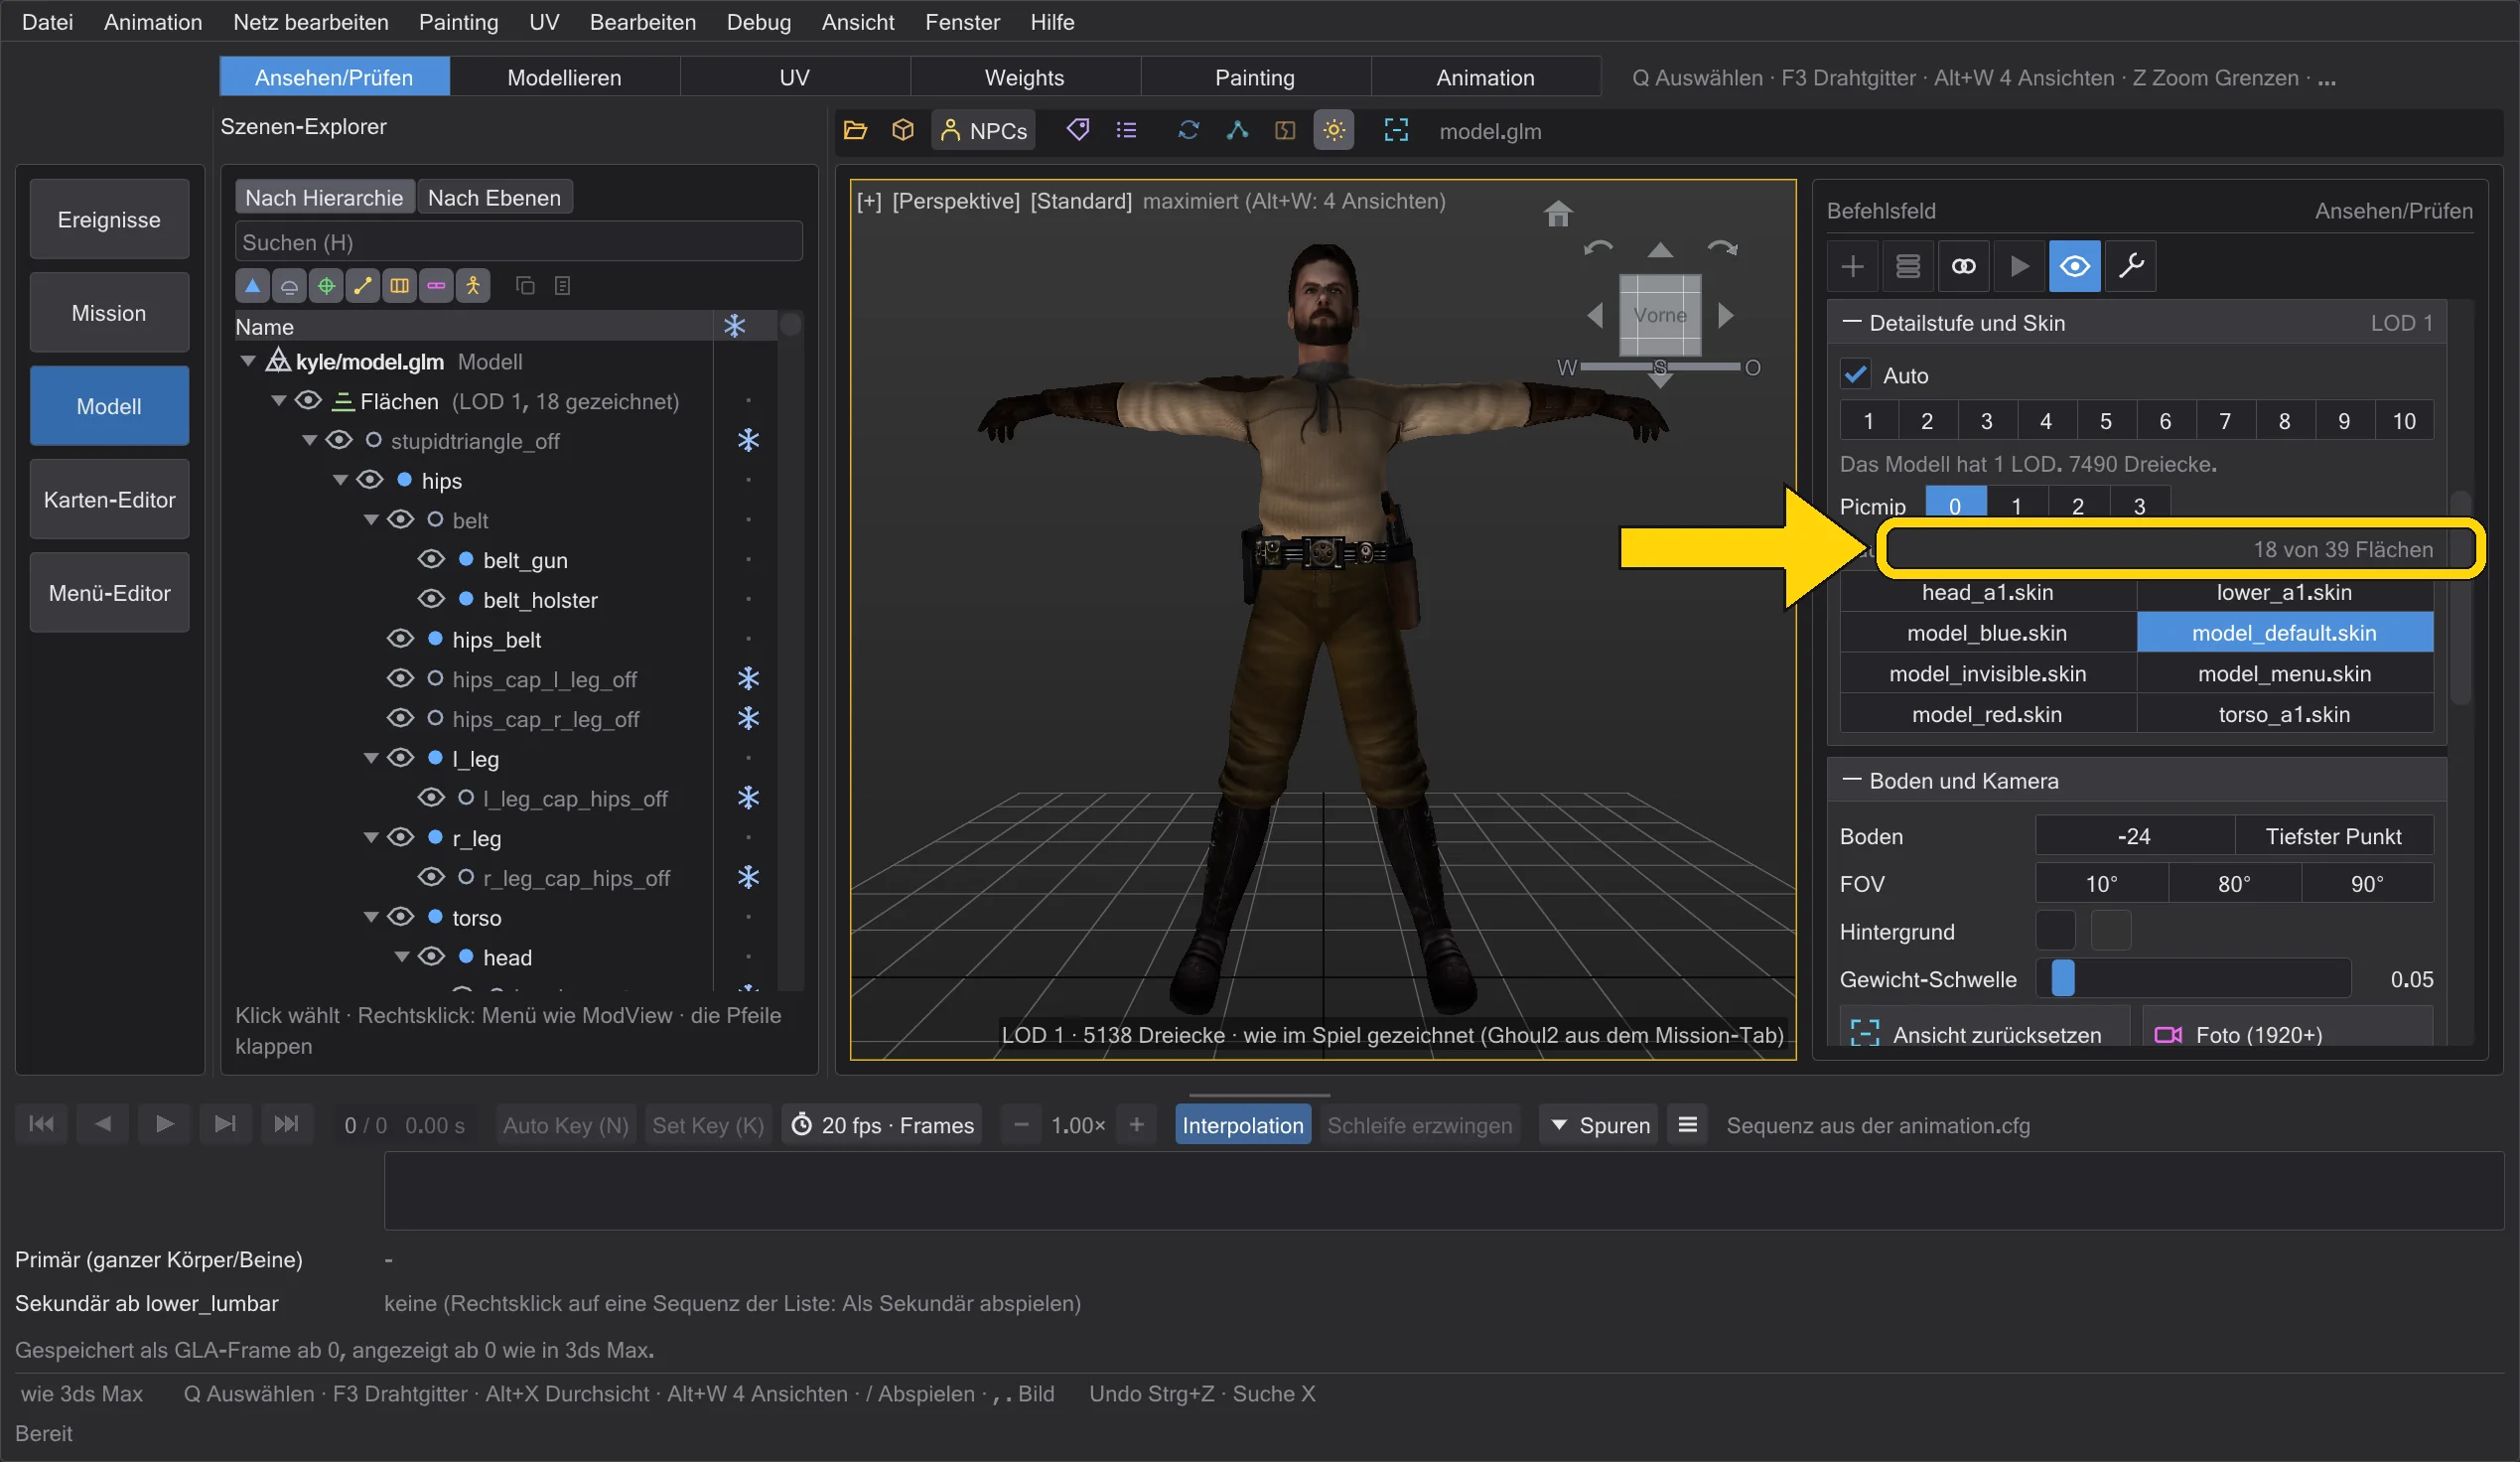 Datei Animation Netz bearbeiten Painting UV Bearbeiten Debug Ansicht Fenster Hilfe
Ansehen/Prüfen Modellieren UV Weights Painting Animation Q Auswählen · F3 Drahtgitter · Alt+W 4 Ansichten · Z Zoom Grenzen · ...
Szenen-Explorer
NPCs model.glm
Ereignisse
Mission
Modell
Karten-Editor
Menü-Editor
Nach Hierarchie Nach Ebenen
Suchen (H)
Name
kyle/model.glm Modell
Flächen (LOD 1, 18 gezeichnet)
stupidtriangle_off
hips
belt
belt_gun
belt_holster
hips_belt
hips_cap_l_leg_off
hips_cap_r_leg_off
l_leg
l_leg_cap_hips_off
r_leg
r_leg_cap_hips_off
torso
head
Klick wählt · Rechtsklick: Menü wie ModView · die Pfeile
klappen
[+] [Perspektive] [Standard] maximiert (Alt+W: 4 Ansichten)
Vorne
W S O
LOD 1 · 5138 Dreiecke · wie im Spiel gezeichnet (Ghoul2 aus dem Mission-Tab)
Befehlsfeld Ansehen/Prüfen
Detailstufe und Skin LOD 1
Auto
1 2 3 4 5 6 7 8 9 10
Das Modell hat 1 LOD. 7490 Dreiecke.
Picmip 0 1 2 3
18 von 39 Flächen
head_a1.skin lower_a1.skin
model_blue.skin model_default.skin
model_invisible.skin model_menu.skin
model_red.skin torso_a1.skin
Boden und Kamera
Boden -24 Tiefster Punkt
FOV 10° 80° 90°
Hintergrund
Gewicht-Schwelle 0.05
Ansicht zurücksetzen Foto (1920+)
0 / 0 0.00 s Auto Key (N) Set Key (K) 20 fps · Frames − 1.00× + Interpolation Schleife erzwingen Spuren Sequenz aus der animation.cfg
Primär (ganzer Körper/Beine) -
Sekundär ab lower_lumbar keine (Rechtsklick auf eine Sequenz der Liste: Als Sekundär abspielen)
Gespeichert als GLA-Frame ab 0, angezeigt ab 0 wie in 3ds Max.
wie 3ds Max Q Auswählen · F3 Drahtgitter · Alt+X Durchsicht · Alt+W 4 Ansichten · / Abspielen · , . Bild Undo Strg+Z · Suche X
Bereit